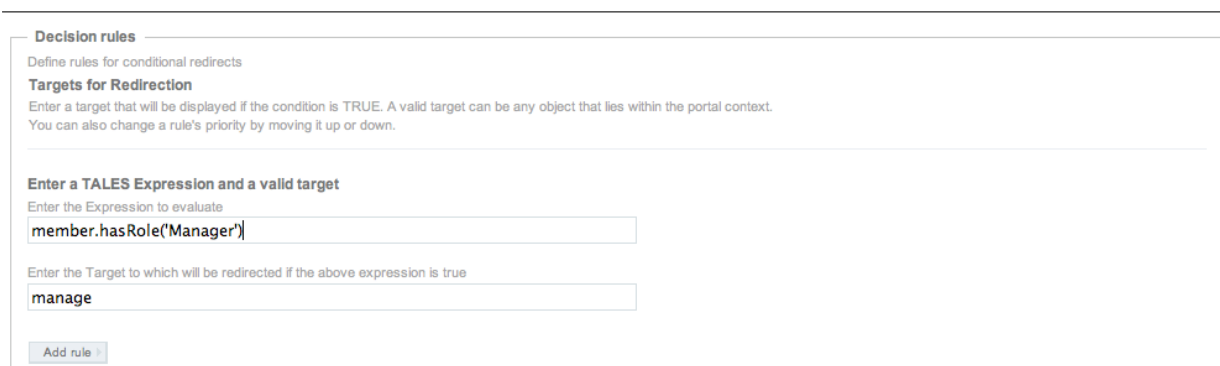 Decision rules
Define rules for conditional redirects
Targets for Redirection
Enter a target that will be displayed if the condition is TRUE. A valid target can be any object that lies within the portal context.
You can also change a rule's priority by moving it up or down.
Enter a TALES Expression and a valid target
Enter the Expression to evaluate
member.hasRole('Manager')
Enter the Target to which will be redirected if the above expression is true
manage
Add rule